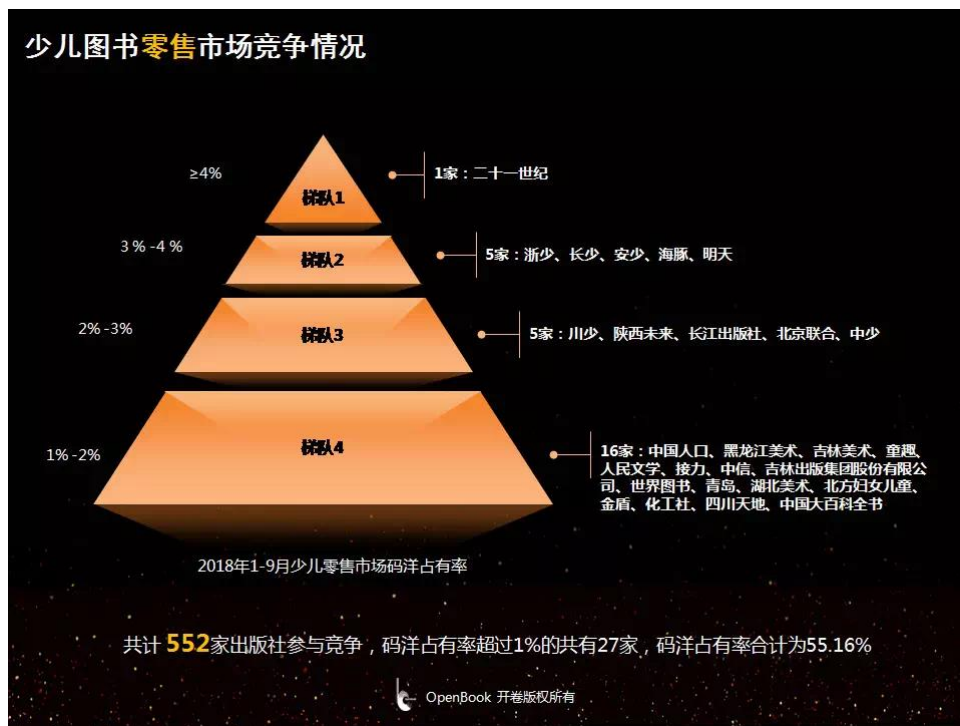 少儿图书零售市场竞争情况
≥4%
梯队1
1家：二十一世纪
3 % -4 %
梯队2
5家：浙少、长少、安少、海豚、明天
2% -3%
梯队3
5家：川少、陕西未来、长江出版社、北京联合、中少
1% -2%
梯队4
16家：中国人口、黑龙江美术、吉林美术、童趣、
人民文学、接力、中信、吉林出版集团股份有限公
司、世界图书、青岛、湖北美术、北方妇女儿童、
金盾、化工社、四川天地、中国大百科全书
2018年1-9月少儿零售市场码洋占有率
共计 552家出版社参与竞争，码洋占有率超过1%的共有27家，码洋占有率合计为55.16%
OpenBook 开卷版权所有